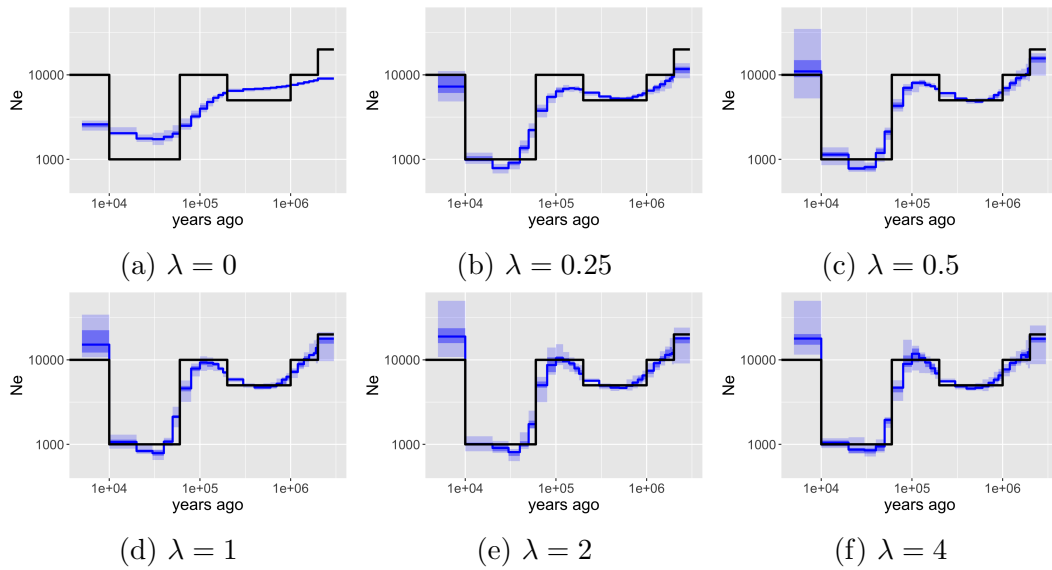 10000
1000
Ne
1e+04 1e+05 1e+06
years ago
(a) λ = 0
10000
1000
Ne
1e+04 1e+05 1e+06
years ago
(b) λ = 0.25
10000
1000
Ne
1e+04 1e+05 1e+06
years ago
(c) λ = 0.5
10000
1000
Ne
1e+04 1e+05 1e+06
years ago
(d) λ = 1
10000
1000
Ne
1e+04 1e+05 1e+06
years ago
(e) λ = 2
10000
1000
Ne
1e+04 1e+05 1e+06
years ago
(f) λ = 4